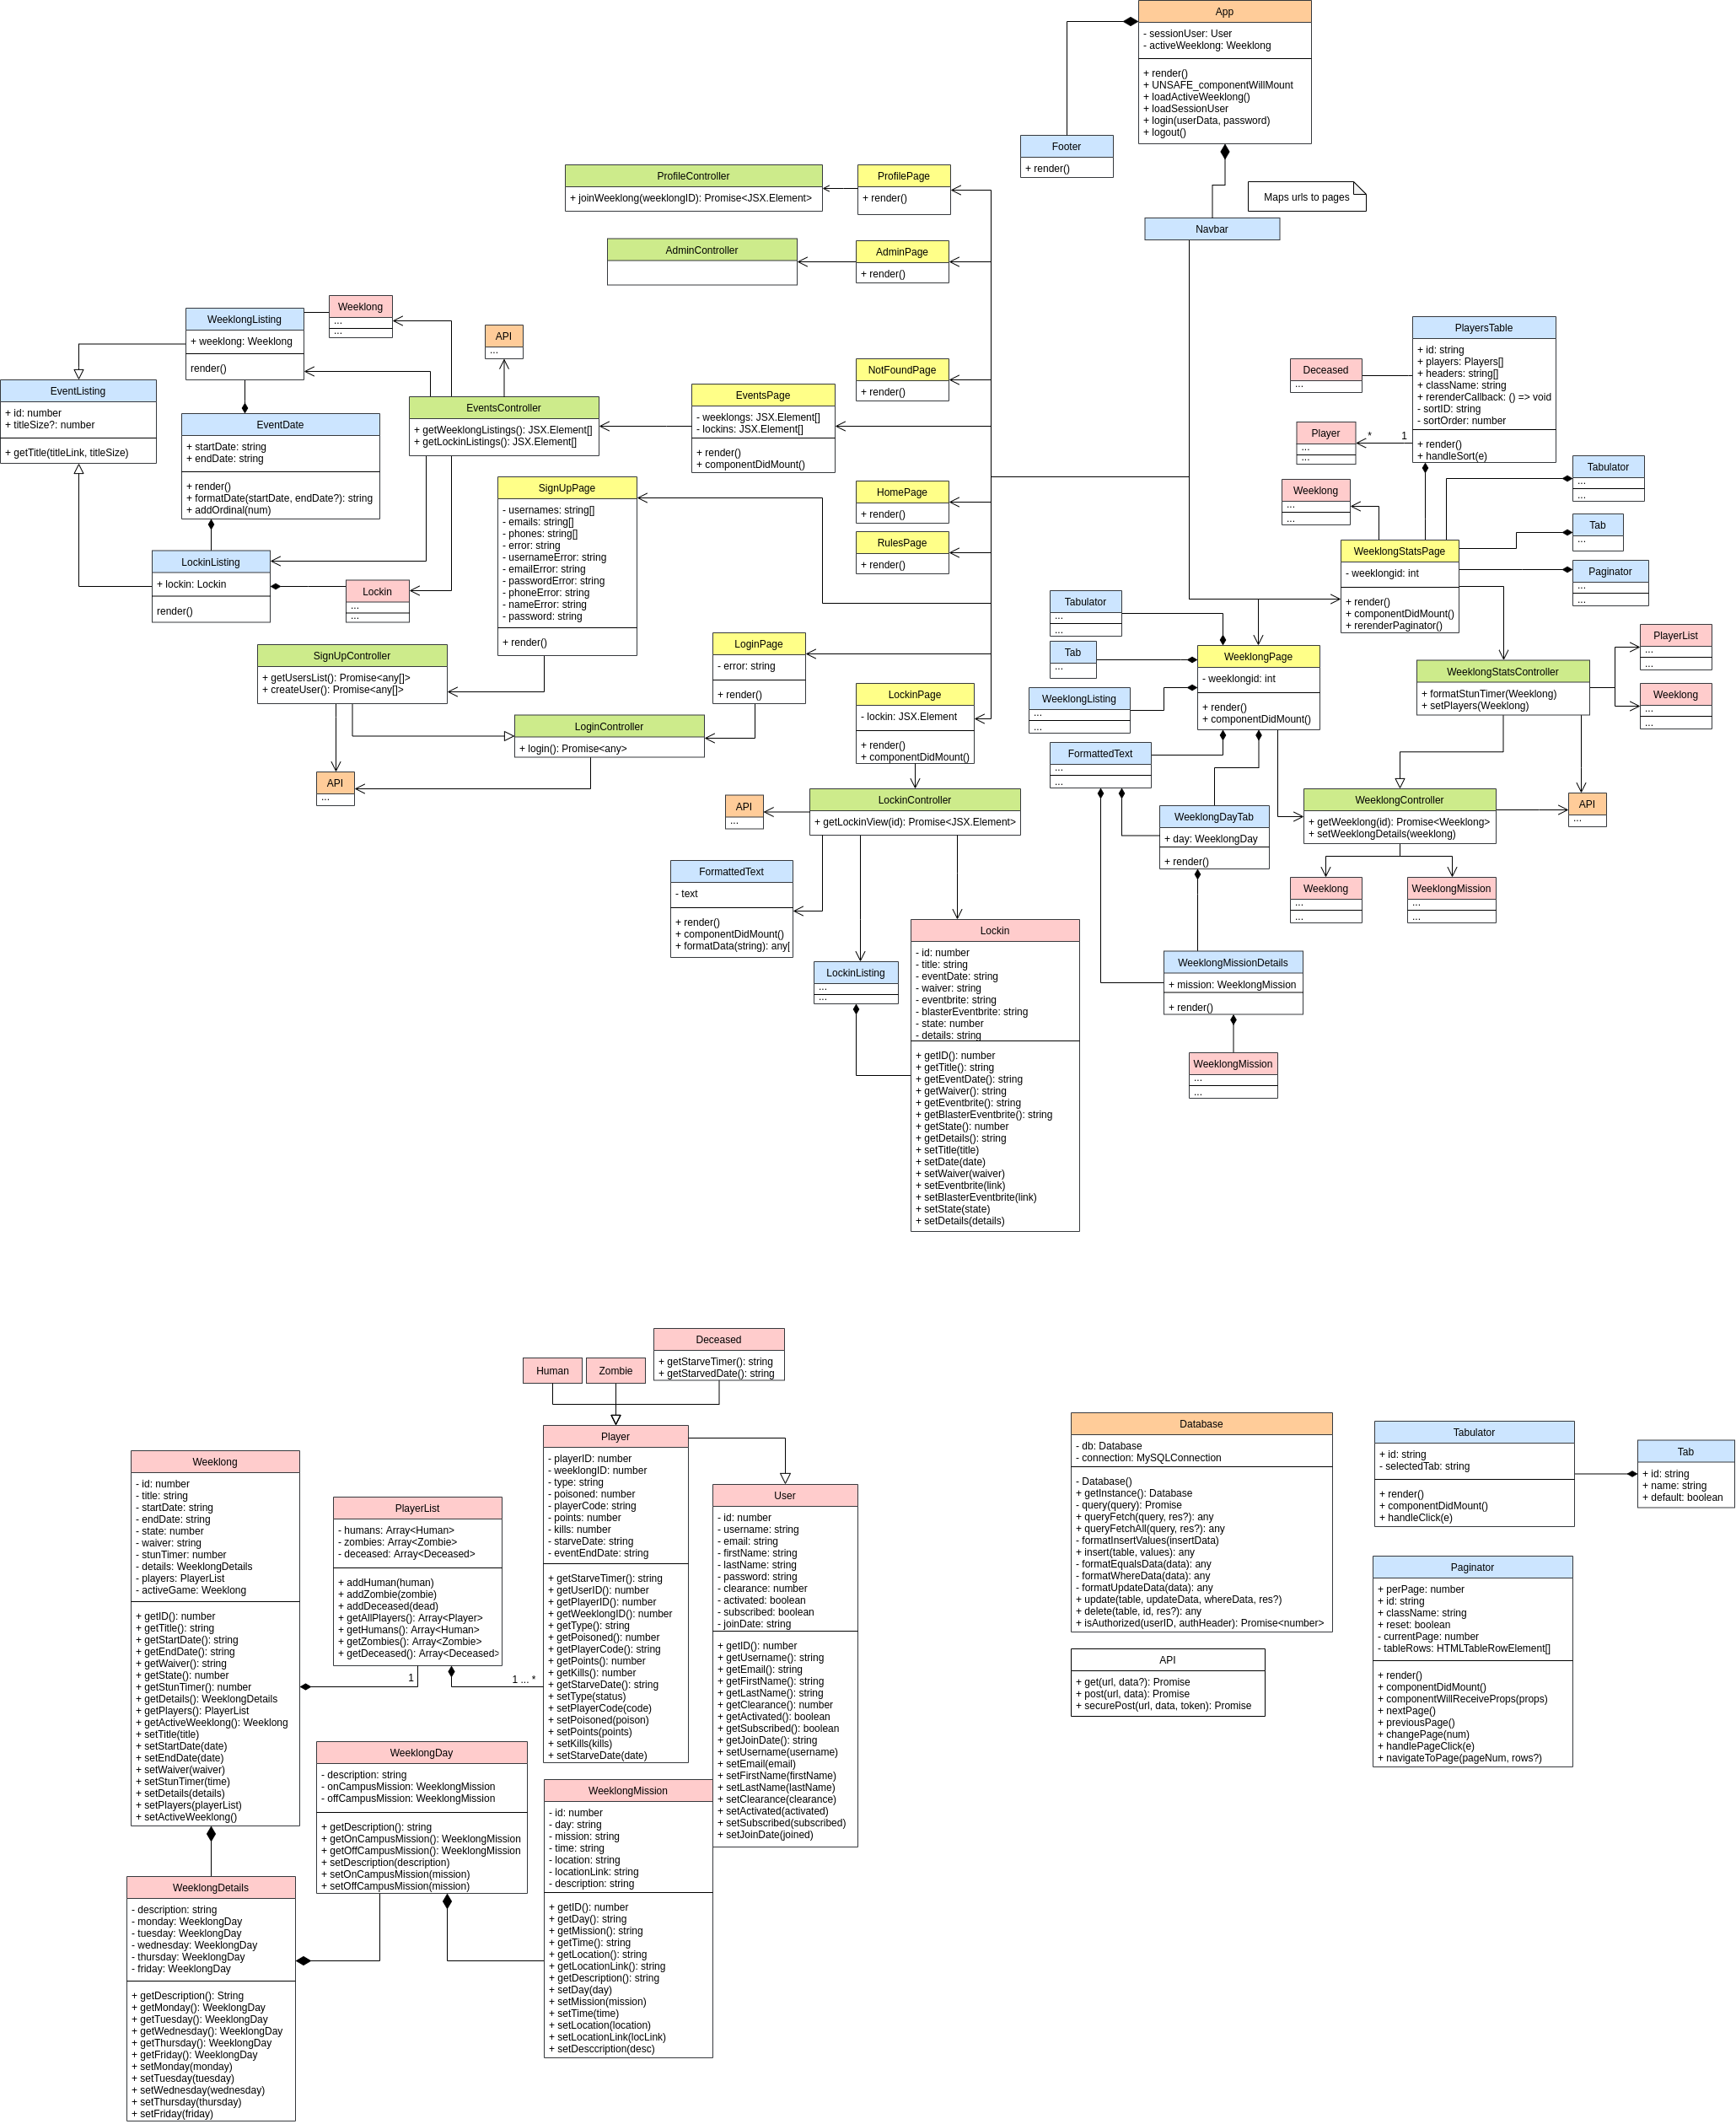 App
- sessionUser: User
- activeWeeklong: Weeklong
+ render()
+ UNSAFE_componentWillMount
+ loadActiveWeeklong()
+ loadSessionUser
+ login(userData, password)
+ logout()
Footer
+ render()
Maps urls to pages
Navbar
ProfileController
+ joinWeeklong(weeklongID): Promise<JSX.Element>
ProfilePage
+ render()
AdminController
AdminPage
+ render()
WeeklongListing
+ weeklong: Weeklong
render()
Weeklong
...
...
API
...
EventListing
+ id: number
+ titleSize?: number
+ getTitle(titleLink, titleSize)
EventDate
+ startDate: string
+ endDate: string
+ render()
+ formatDate(startDate, endDate?): string
+ addOrdinal(num)
EventsController
+ getWeeklongListings(): JSX.Element[]
+ getLockinListings(): JSX.Element[]
EventsPage
- weeklongs: JSX.Element[]
- lockins: JSX.Element[]
+ render()
+ componentDidMount()
NotFoundPage
+ render()
HomePage
+ render()
RulesPage
+ render()
SignUpPage
- usernames: string[]
- emails: string[]
- phones: string[]
- error: string
- usernameError: string
- emailError: string
- passwordError: string
- phoneError: string
- nameError: string
- password: string
+ render()
LockinListing
+ lockin: Lockin
render()
Lockin
...
...
SignUpController
+ getUsersList(): Promise<any[]>
+ createUser(): Promise<any[]>
LoginPage
- error: string
+ render()
LoginController
+ login(): Promise<any>
API
...
LockinPage
- lockin: JSX.Element
+ render()
+ componentDidMount()
API
...
LockinController
+ getLockinView(id): Promise<JSX.Element>
FormattedText
- text
+ render()
+ componentDidMount()
+ formatData(string): any[
LockinListing
...
...
Lockin
- id: number
- title: string
- eventDate: string
- waiver: string
- eventbrite: string
- blasterEventbrite: string
- state: number
- details: string
+ getID(): number
+ getTitle(): string
+ getEventDate(): string
+ getWaiver(): string
+ getEventbrite(): string
+ getBlasterEventbrite(): string
+ getState(): number
+ getDetails(): string
+ setTitle(title)
+ setDate(date)
+ setWaiver(waiver)
+ setEventbrite(link)
+ setBlasterEventbrite(link)
+ setState(state)
+ setDetails(details)
PlayersTable
+ id: string
+ players: Players[]
+ headers: string[]
+ className: string
+ rerenderCallback: () => void
- sortID: string
- sortOrder: number
+ render()
+ handleSort(e)
Deceased
...
Player
...
...
* 1
Weeklong
...
...
Tabulator
...
...
Tab
...
Paginator
...
...
WeeklongStatsPage
- weeklongid: int
+ render()
+ componentDidMount()
+ rerenderPaginator()
Tabulator
...
...
Tab
...
WeeklongListing
...
...
FormattedText
...
...
WeeklongPage
- weeklongid: int
+ render()
+ componentDidMount()
WeeklongStatsController
+ formatStunTimer(Weeklong)
+ setPlayers(Weeklong)
PlayerList
...
...
Weeklong
...
...
WeeklongDayTab
+ day: WeeklongDay
+ render()
WeeklongController
+ getWeeklong(id): Promise<Weeklong>
+ setWeeklongDetails(weeklong)
API
...
Weeklong
...
...
WeeklongMission
...
...
WeeklongMissionDetails
+ mission: WeeklongMission
+ render()
WeeklongMission
...
...
Human
Zombie
Deceased
+ getStarveTimer(): string
+ getStarvedDate(): string
Weeklong
- id: number
- title: string
- startDate: string
- endDate: string
- state: number
- waiver: string
- stunTimer: number
- details: WeeklongDetails
- players: PlayerList
- activeGame: Weeklong
+ getID(): number
+ getTitle(): string
+ getStartDate(): string
+ getEndDate(): string
+ getWaiver(): string
+ getState(): number
+ getStunTimer(): number
+ getDetails(): WeeklongDetails
+ getPlayers(): PlayerList
+ getActiveWeeklong(): Weeklong
+ setTitle(title)
+ setStartDate(date)
+ setEndDate(date)
+ setWaiver(waiver)
+ setStunTimer(time)
+ setDetails(details)
+ setPlayers(playerList)
+ setActiveWeeklong()
PlayerList
- humans: Array<Human>
- zombies: Array<Zombie>
- deceased: Array<Deceased>
+ addHuman(human)
+ addZombie(zombie)
+ addDeceased(dead)
+ getAllPlayers(): Array<Player>
+ getHumans(): Array<Human>
+ getZombies(): Array<Zombie>
+ getDeceased(): Array<Deceased>
1
1 ...*
Player
- playerID: number
- weeklongID: number
- type: string
- poisoned: number
- playerCode: string
- points: number
- kills: number
- starveDate: string
- eventEndDate: string
+ getStarveTimer(): string
+ getUserID(): number
+ getPlayerID(): number
+ getWeeklongID(): number
+ getType(): string
+ getPoisoned(): number
+ getPlayerCode(): string
+ getPoints(): number
+ getKills(): number
+ getStarveDate(): string
+ setType(status)
+ setPlayerCode(code)
+ setPoisoned(poison)
+ setPoints(points)
+ setKills(kills)
+ setStarveDate(date)
User
- id: number
- username: string
- email: string
- firstName: string
- lastName: string
- password: string
- clearance: number
- activated: boolean
- subscribed: boolean
- joinDate: string
+ getID(): number
+ getUsername(): string
+ getEmail(): string
+ getFirstName(): string
+ getLastName(): string
+ getClearance(): number
+ getActivated(): boolean
+ getSubscribed(): boolean
+ getJoinDate(): string
+ setUsername(username)
+ setEmail(email)
+ setFirstName(firstName)
+ setLastName(lastName)
+ setClearance(clearance)
+ setActivated(activated)
+ setSubscribed(subscribed)
+ setJoinDate(joined)
WeeklongDay
- description: string
- onCampusMission: WeeklongMission
- offCampusMission: WeeklongMission
+ getDescription(): string
+ getOnCampusMission(): WeeklongMission
+ getOffCampusMission(): WeeklongMission
+ setDescription(description)
+ setOnCampusMission(mission)
+ setOffCampusMission(mission)
WeeklongMission
- id: number
- day: string
- mission: string
- time: string
- location: string
- locationLink: string
- description: string
+ getID(): number
+ getDay(): string
+ getMission(): string
+ getTime(): string
+ getLocation(): string
+ getLocationLink(): string
+ getDescription(): string
+ setDay(day)
+ setMission(mission)
+ setTime(time)
+ setLocation(location)
+ setLocationLink(locLink)
+ setDesccription(desc)
WeeklongDetails
- description: string
- monday: WeeklongDay
- tuesday: WeeklongDay
- wednesday: WeeklongDay
- thursday: WeeklongDay
- friday: WeeklongDay
+ getDescription(): String
+ getMonday(): WeeklongDay
+ getTuesday(): WeeklongDay
+ getWednesday(): WeeklongDay
+ getThursday(): WeeklongDay
+ getFriday(): WeeklongDay
+ setMonday(monday)
+ setTuesday(tuesday)
+ setWednesday(wednesday)
+ setThursday(thursday)
+ setFriday(friday)
Database
- db: Database
- connection: MySQLConnection
- Database()
+ getInstance(): Database
- query(query): Promise
+ queryFetch(query, res?): any
+ queryFetchAll(query, res?): any
- formatInsertValues(insertData)
+ insert(table, values): any
- formatEqualsData(data): any
- formatWhereData(data): any
- formatUpdateData(data): any
+ update(table, updateData, whereData, res?)
+ delete(table, id, res?): any
+ isAuthorized(userID, authHeader): Promise<number>
API
+ get(url, data?): Promise
+ post(url, data): Promise
+ securePost(url, data, token): Promise
Tabulator
+ id: string
- selectedTab: string
+ render()
+ componentDidMount()
+ handleClick(e)
Tab
+ id: string
+ name: string
+ default: boolean
Paginator
+ perPage: number
+ id: string
+ className: string
+ reset: boolean
- currentPage: number
- tableRows: HTMLTableRowElement[]
+ render()
+ componentDidMount()
+ componentWillReceiveProps(props)
+ nextPage()
+ previousPage()
+ changePage(num)
+ handlePageClick(e)
+ navigateToPage(pageNum, rows?)